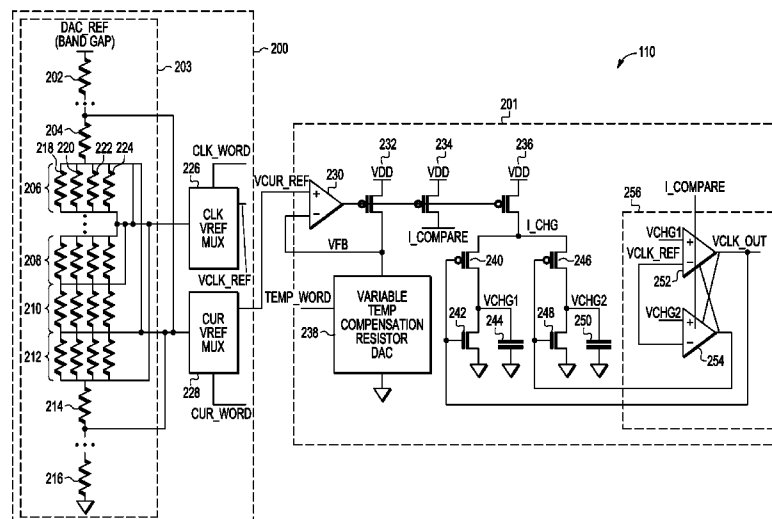 DAC_REF
(BAND GAP)
200
203
110
202
201
204
232
234
236
218
220
222
224
CLK_WORD
VDD
VDD
VDD
226
VCUR_REF
230
256
I_COMPARE
206
CLK
VREF
MUX
+
−
I_COMPARE
I_CHG
VCHG1
VCLK_REF
VCLK_OUT
+
−
VFB
240
246
252
208
VCLK_REF
TEMP_WORD
VARIABLE
TEMP
COMPENSATION
RESISTOR
DAC
VCHG1
VCHG2
VCHG2
210
CUR
VREF
MUX
242
244
248
250
+
−
238
254
212
214
228
CUR_WORD
216